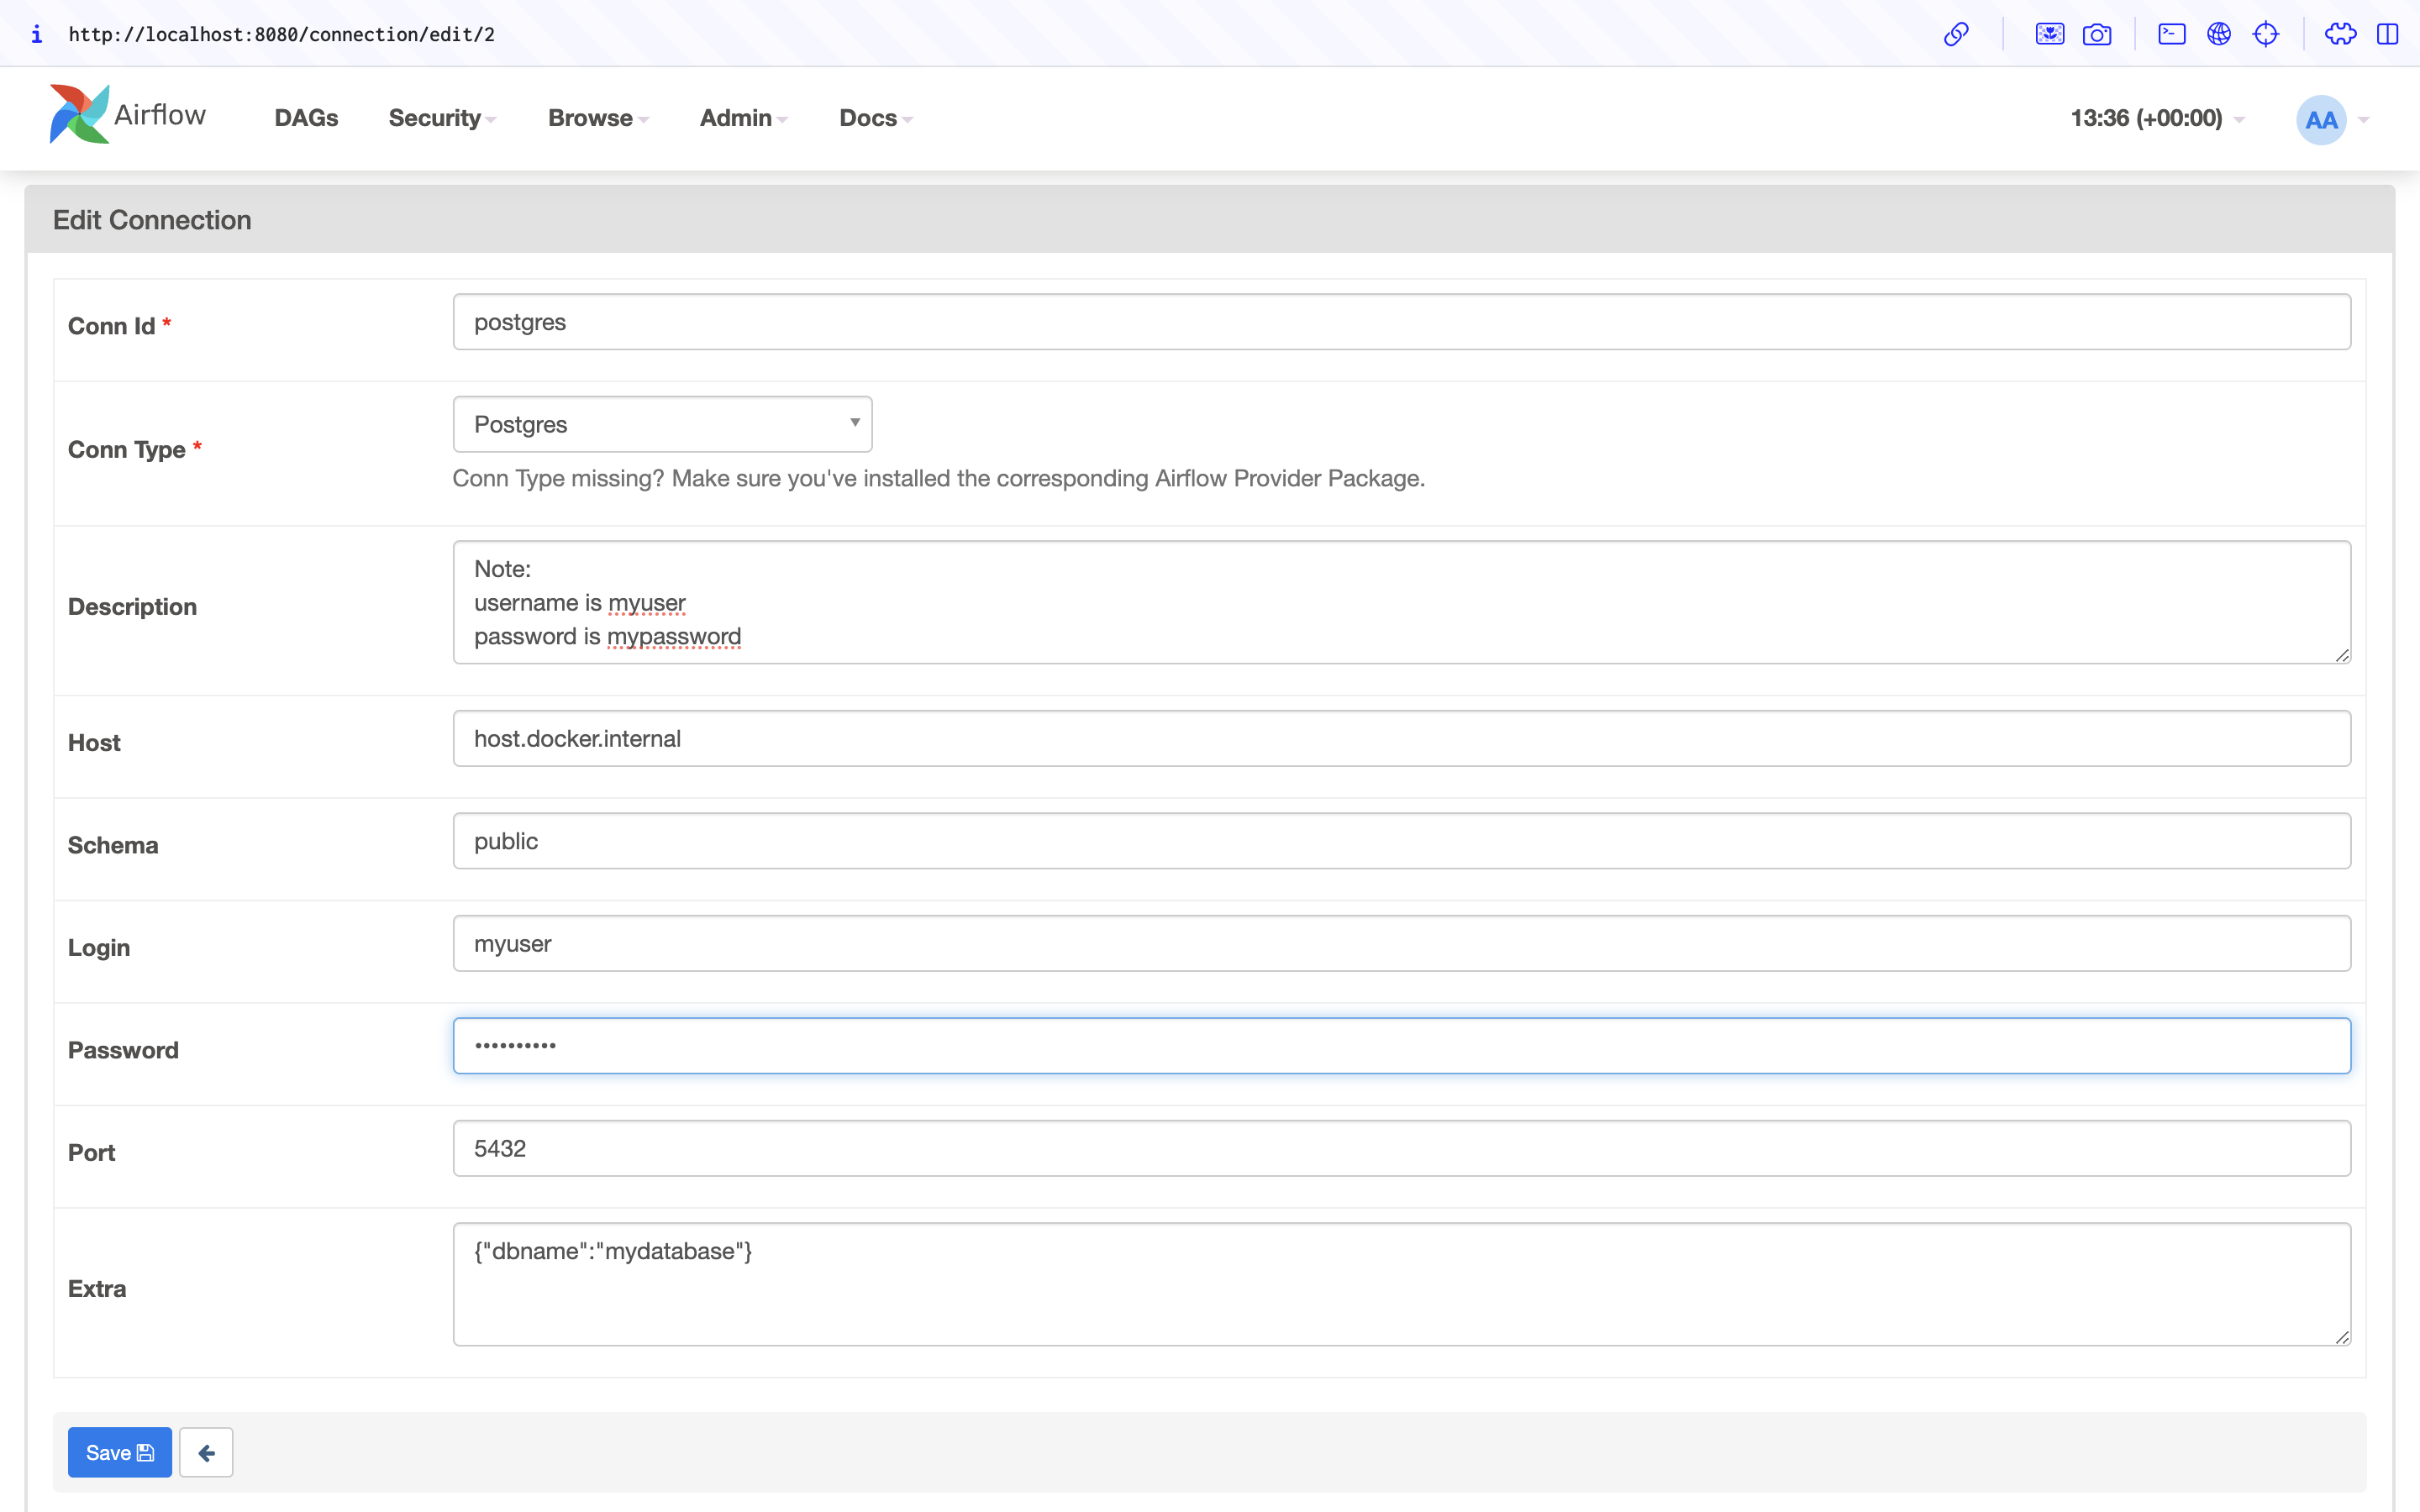 i http://localhost:8080/connection/edit/2
Airflow DAGs Security Browse Admin Docs 13:36 (+00:00) AA
Edit Connection
Conn Id * postgres
Conn Type * Postgres
Conn Type missing? Make sure you've installed the corresponding Airflow Provider Package.
Description
Note:
username is myuser
password is mypassword
Host host.docker.internal
Schema public
Login myuser
Password ••••••••••
Port 5432
Extra {"dbname":"mydatabase"}
Save